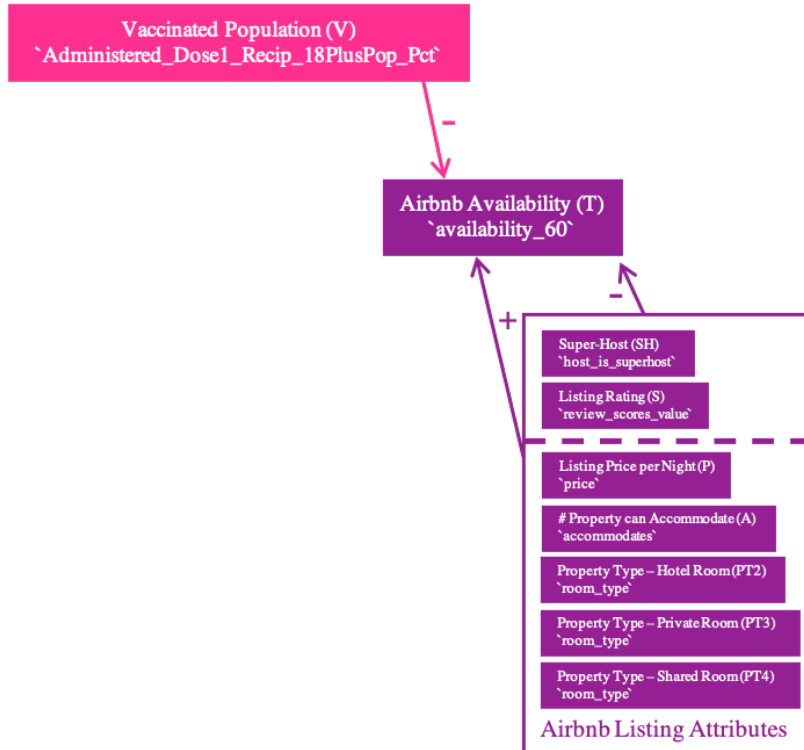 Vaccinated Population (V)
`Administered_Dose1_Recip_18PlusPop_Pct`
-
Airbnb Availability (T)
`availability_60`
-
+
Super-Host (SH)
`host_is_superhost`
Listing Rating (S)
`review_scores_value`
Listing Price per Night (P)
`price`
# Property can Accommodate (A)
`accommodates`
Property Type – Hotel Room (PT2)
`room_type`
Property Type – Private Room (PT3)
`room_type`
Property Type – Shared Room (PT4)
`room_type`
Airbnb Listing Attributes